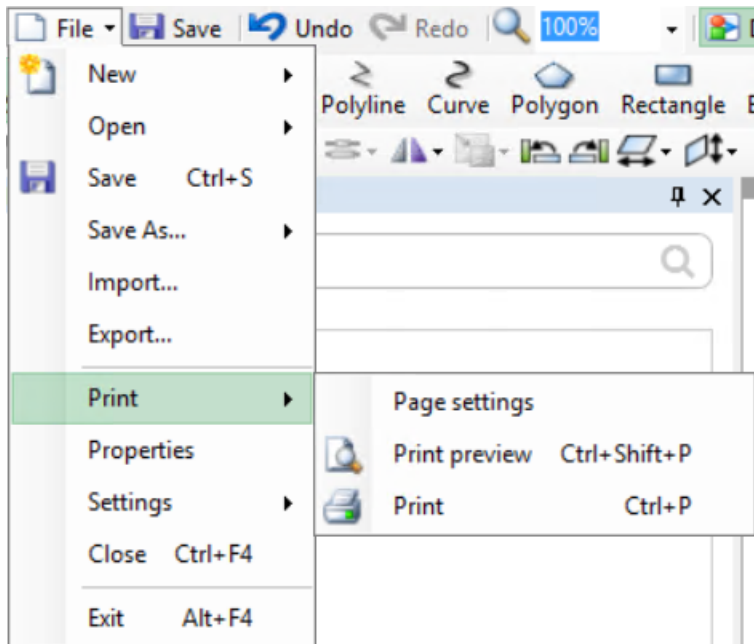 File Save Undo Redo 100%
New
Polyline Curve Polygon Rectangle
Open
Save Ctrl+S
Save As...
Import...
Export...
Print
Page settings
Properties
Print preview Ctrl+Shift+P
Settings
Print Ctrl+P
Close Ctrl+F4
Exit Alt+F4